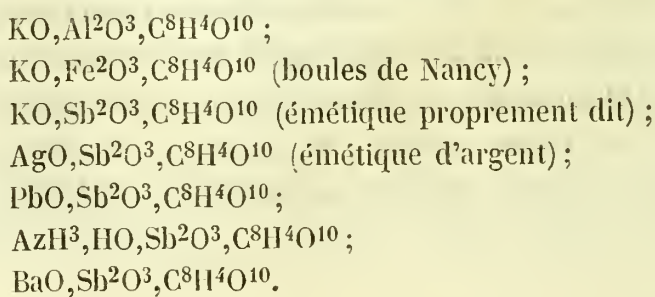 KO,Al²O³,C⁸H⁴O¹⁰ ;
KO,Fe²O³,C⁸H⁴O¹⁰ (boules de Nancy) ;
KO,Sb²O³,C⁸H⁴O¹⁰ (émétique proprement dit) ;
AgO,Sb²O³,C⁸H⁴O¹⁰ (émétique d'argent) ;
PbO,Sb²O³,C⁸H⁴O¹⁰ ;
AzH³,HO,Sb²O³,C⁸H⁴O¹⁰ ;
BaO,Sb²O³,C⁸H⁴O¹⁰.